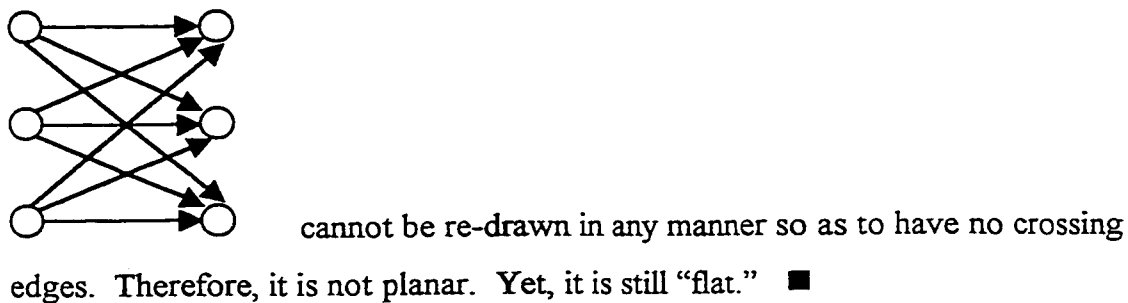 cannot be re-drawn in any manner so as to have no crossing
edges. Therefore, it is not planar. Yet, it is still “flat.” ■